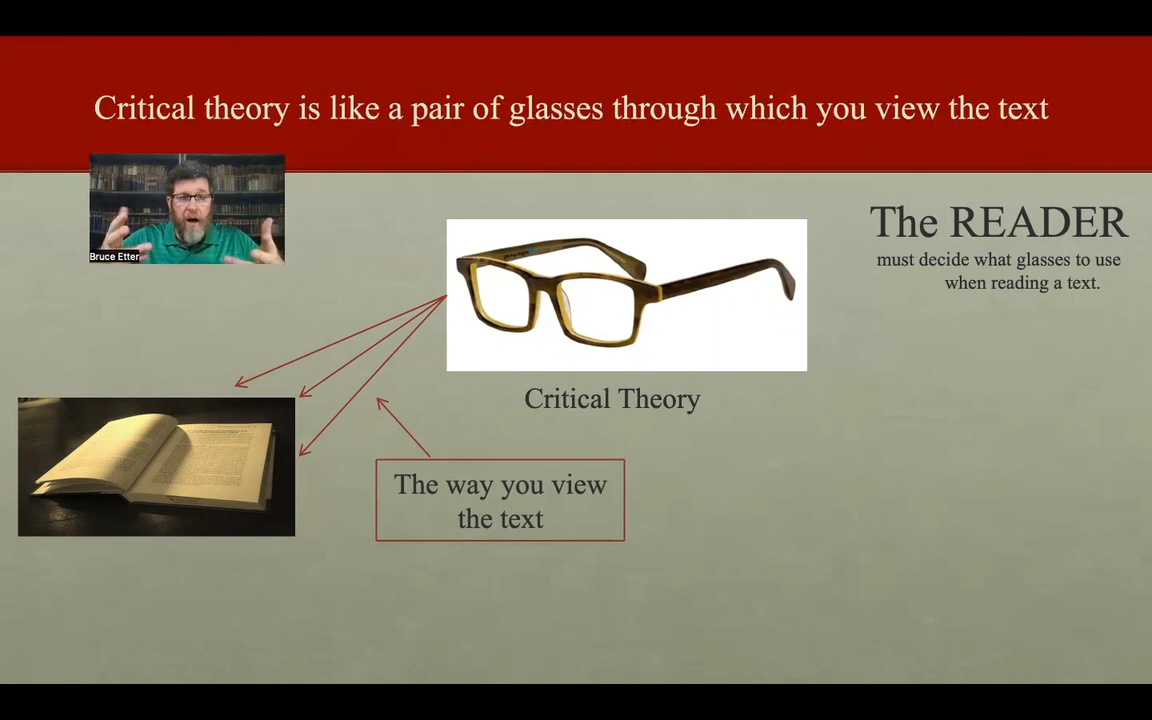 Critical theory is like a pair of glasses through which you view the text
Bruce Etter
The READER
must decide what glasses to use
when reading a text.
Critical Theory
The way you view
the text